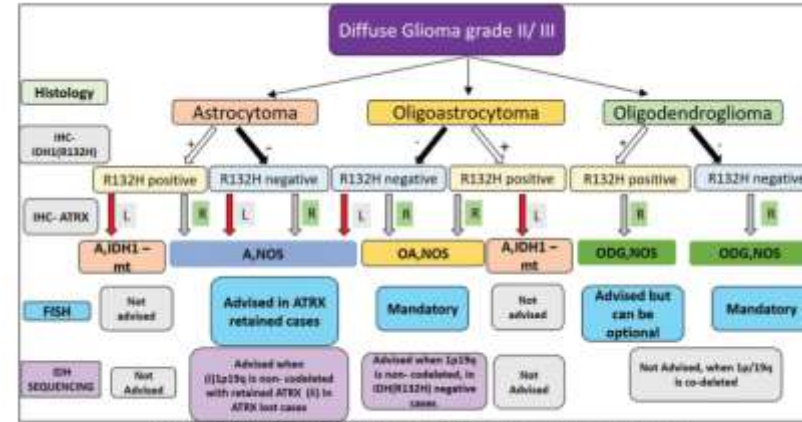 Diffuse Glioma grade II/ III
Histology
Astrocytoma
Oligoastrocytoma
Oligodendroglioma
IHC-
IDH1(R132H)
+
-
-
+
+
-
R132H positive
R132H negative
R132H negative
R132H positive
R132H positive
R132H negative
IHC- ATRX
L
R
L
R
L
R
R
L
R
R
A,IDH1 –
mt
A,NOS
OA,NOS
A,IDH1 –
mt
ODG,NOS
ODG,NOS
FISH
Not
advised
Advised in ATRX
retained cases
Mandatory
Not
advised
Advised but
can be
optional
Mandatory
IDH
SEQUENCING
Not
Advised
Advised when
(i)1p19q is non- codeleted
with retained ATRX (ii) In
ATRX lost cases
Advised when 1p19q
is non- codeleted, in
IDH(R132H) negative
cases.
Not
Advised
Not Advised, when 1p/19q
is co-deleted